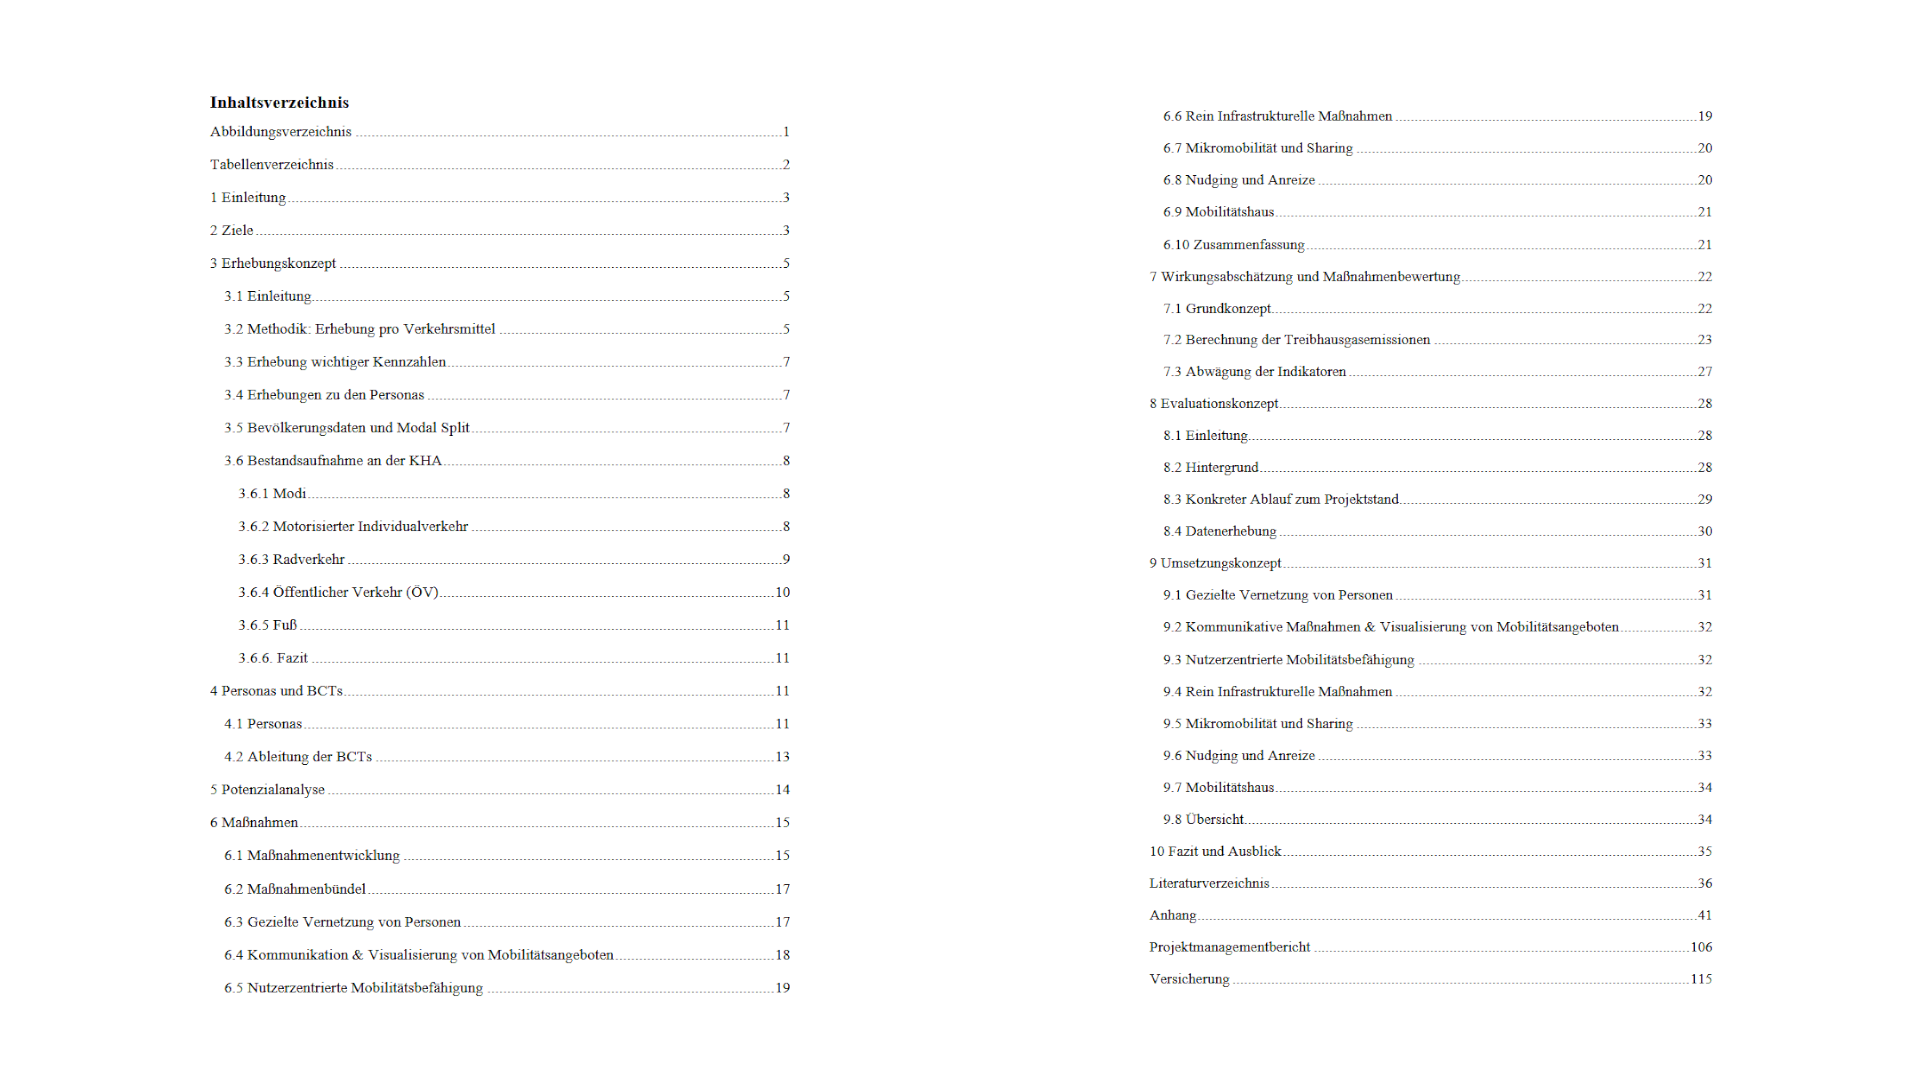 Inhaltsverzeichnis
Abbildungsverzeichnis 1
Tabellenverzeichnis 2
1 Einleitung 3
2 Ziele 3
3 Erhebungskonzept 5
3.1 Einleitung 5
3.2 Methodik: Erhebung pro Verkehrsmittel 5
3.3 Erhebung wichtiger Kennzahlen 7
3.4 Erhebungen zu den Personas 7
3.5 Bevölkerungsdaten und Modal Split 7
3.6 Bestandsaufnahme an der KHA 8
3.6.1 Modi 8
3.6.2 Motorisierter Individualverkehr 8
3.6.3 Radverkehr 9
3.6.4 Öffentlicher Verkehr (ÖV) 10
3.6.5 Fuß 11
3.6.6. Fazit 11
4 Personas und BCTs 11
4.1 Personas 11
4.2 Ableitung der BCTs 13
5 Potenzialanalyse 14
6 Maßnahmen 15
6.1 Maßnahmenentwicklung 15
6.2 Maßnahmenbündel 17
6.3 Gezielte Vernetzung von Personen 17
6.4 Kommunikation & Visualisierung von Mobilitätsangeboten 18
6.5 Nutzerzentrierte Mobilitätsbefähigung 19
6.6 Rein Infrastrukturelle Maßnahmen 19
6.7 Mikromobilität und Sharing 20
6.8 Nudging und Anreize 20
6.9 Mobilitätshaus 21
6.10 Zusammenfassung 21
7 Wirkungsabschätzung und Maßnahmenbewertung 22
7.1 Grundkonzept 22
7.2 Berechnung der Treibhausgasemissionen 23
7.3 Abwägung der Indikatoren 27
8 Evaluationskonzept 28
8.1 Einleitung 28
8.2 Hintergrund 28
8.3 Konkreter Ablauf zum Projektstand 29
8.4 Datenerhebung 30
9 Umsetzungskonzept 31
9.1 Gezielte Vernetzung von Personen 31
9.2 Kommunikative Maßnahmen & Visualisierung von Mobilitätsangeboten 32
9.3 Nutzerzentrierte Mobilitätsbefähigung 32
9.4 Rein Infrastrukturelle Maßnahmen 32
9.5 Mikromobilität und Sharing 33
9.6 Nudging und Anreize 33
9.7 Mobilitätshaus 34
9.8 Übersicht 34
10 Fazit und Ausblick 35
Literaturverzeichnis 36
Anhang 41
Projektmanagementbericht 106
Versicherung 115